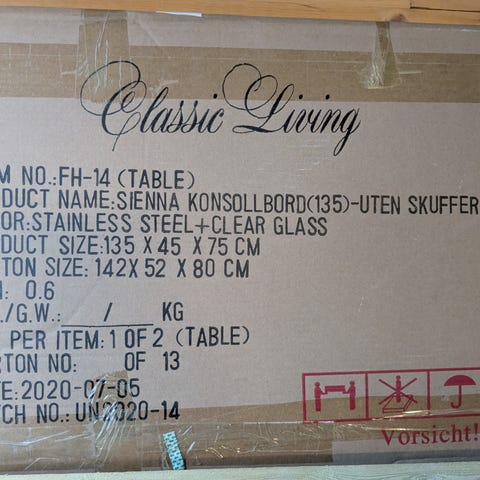 Classic Living
M NO.:FH-14 (TABLE)
DUCT NAME:SIENNA KONSOLLBORD(135)-UTEN SKUFFER
OR:STAINLESS STEEL+CLEAR GLASS
DUCT SIZE:135 X 45 X 75 CM
TON SIZE: 142X 52 X 80 CM
: 0.6
./G.W.: / KG
PER ITEM:1 OF 2 (TABLE)
RTON NO: OF 13
E:2020-07-05
CH NO.:UN2020-14
Vorsicht!